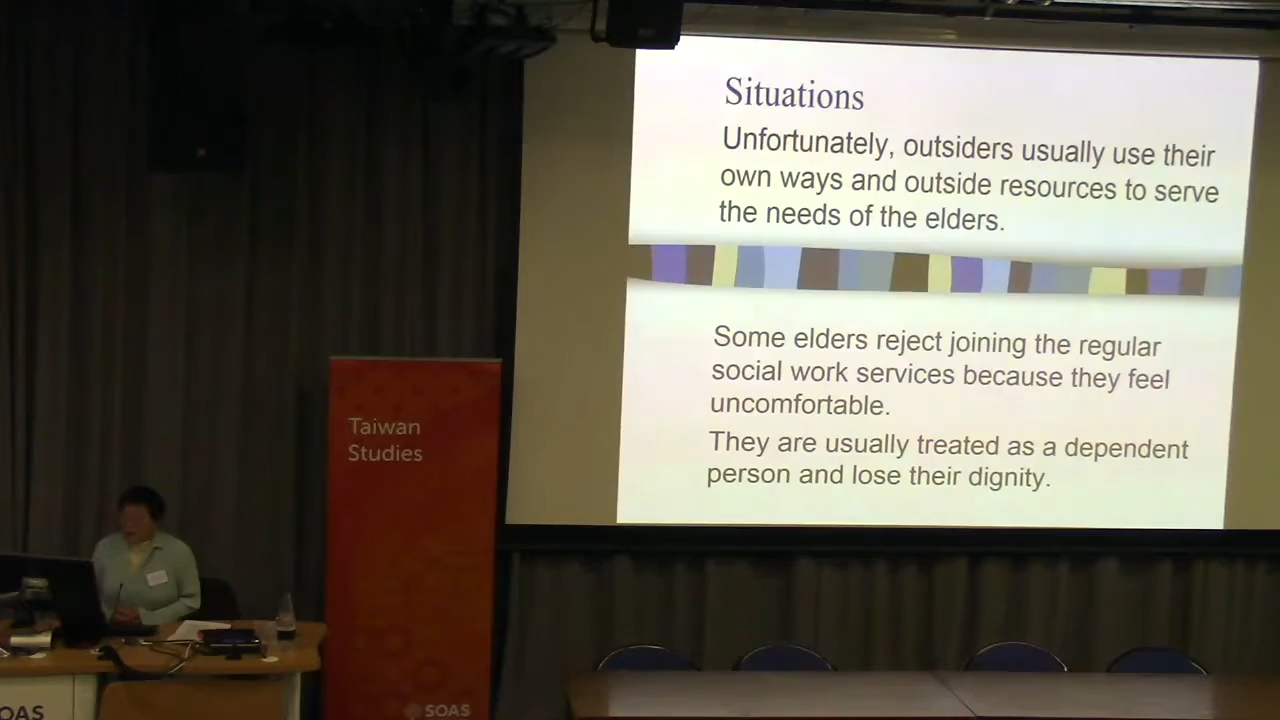 Situations
Unfortunately, outsiders usually use their
own ways and outside resources to serve
the needs of the elders.
Some elders reject joining the regular
social work services because they feel
uncomfortable.
They are usually treated as a dependent
person and lose their dignity.
Taiwan
Studies
SOAS
OAS